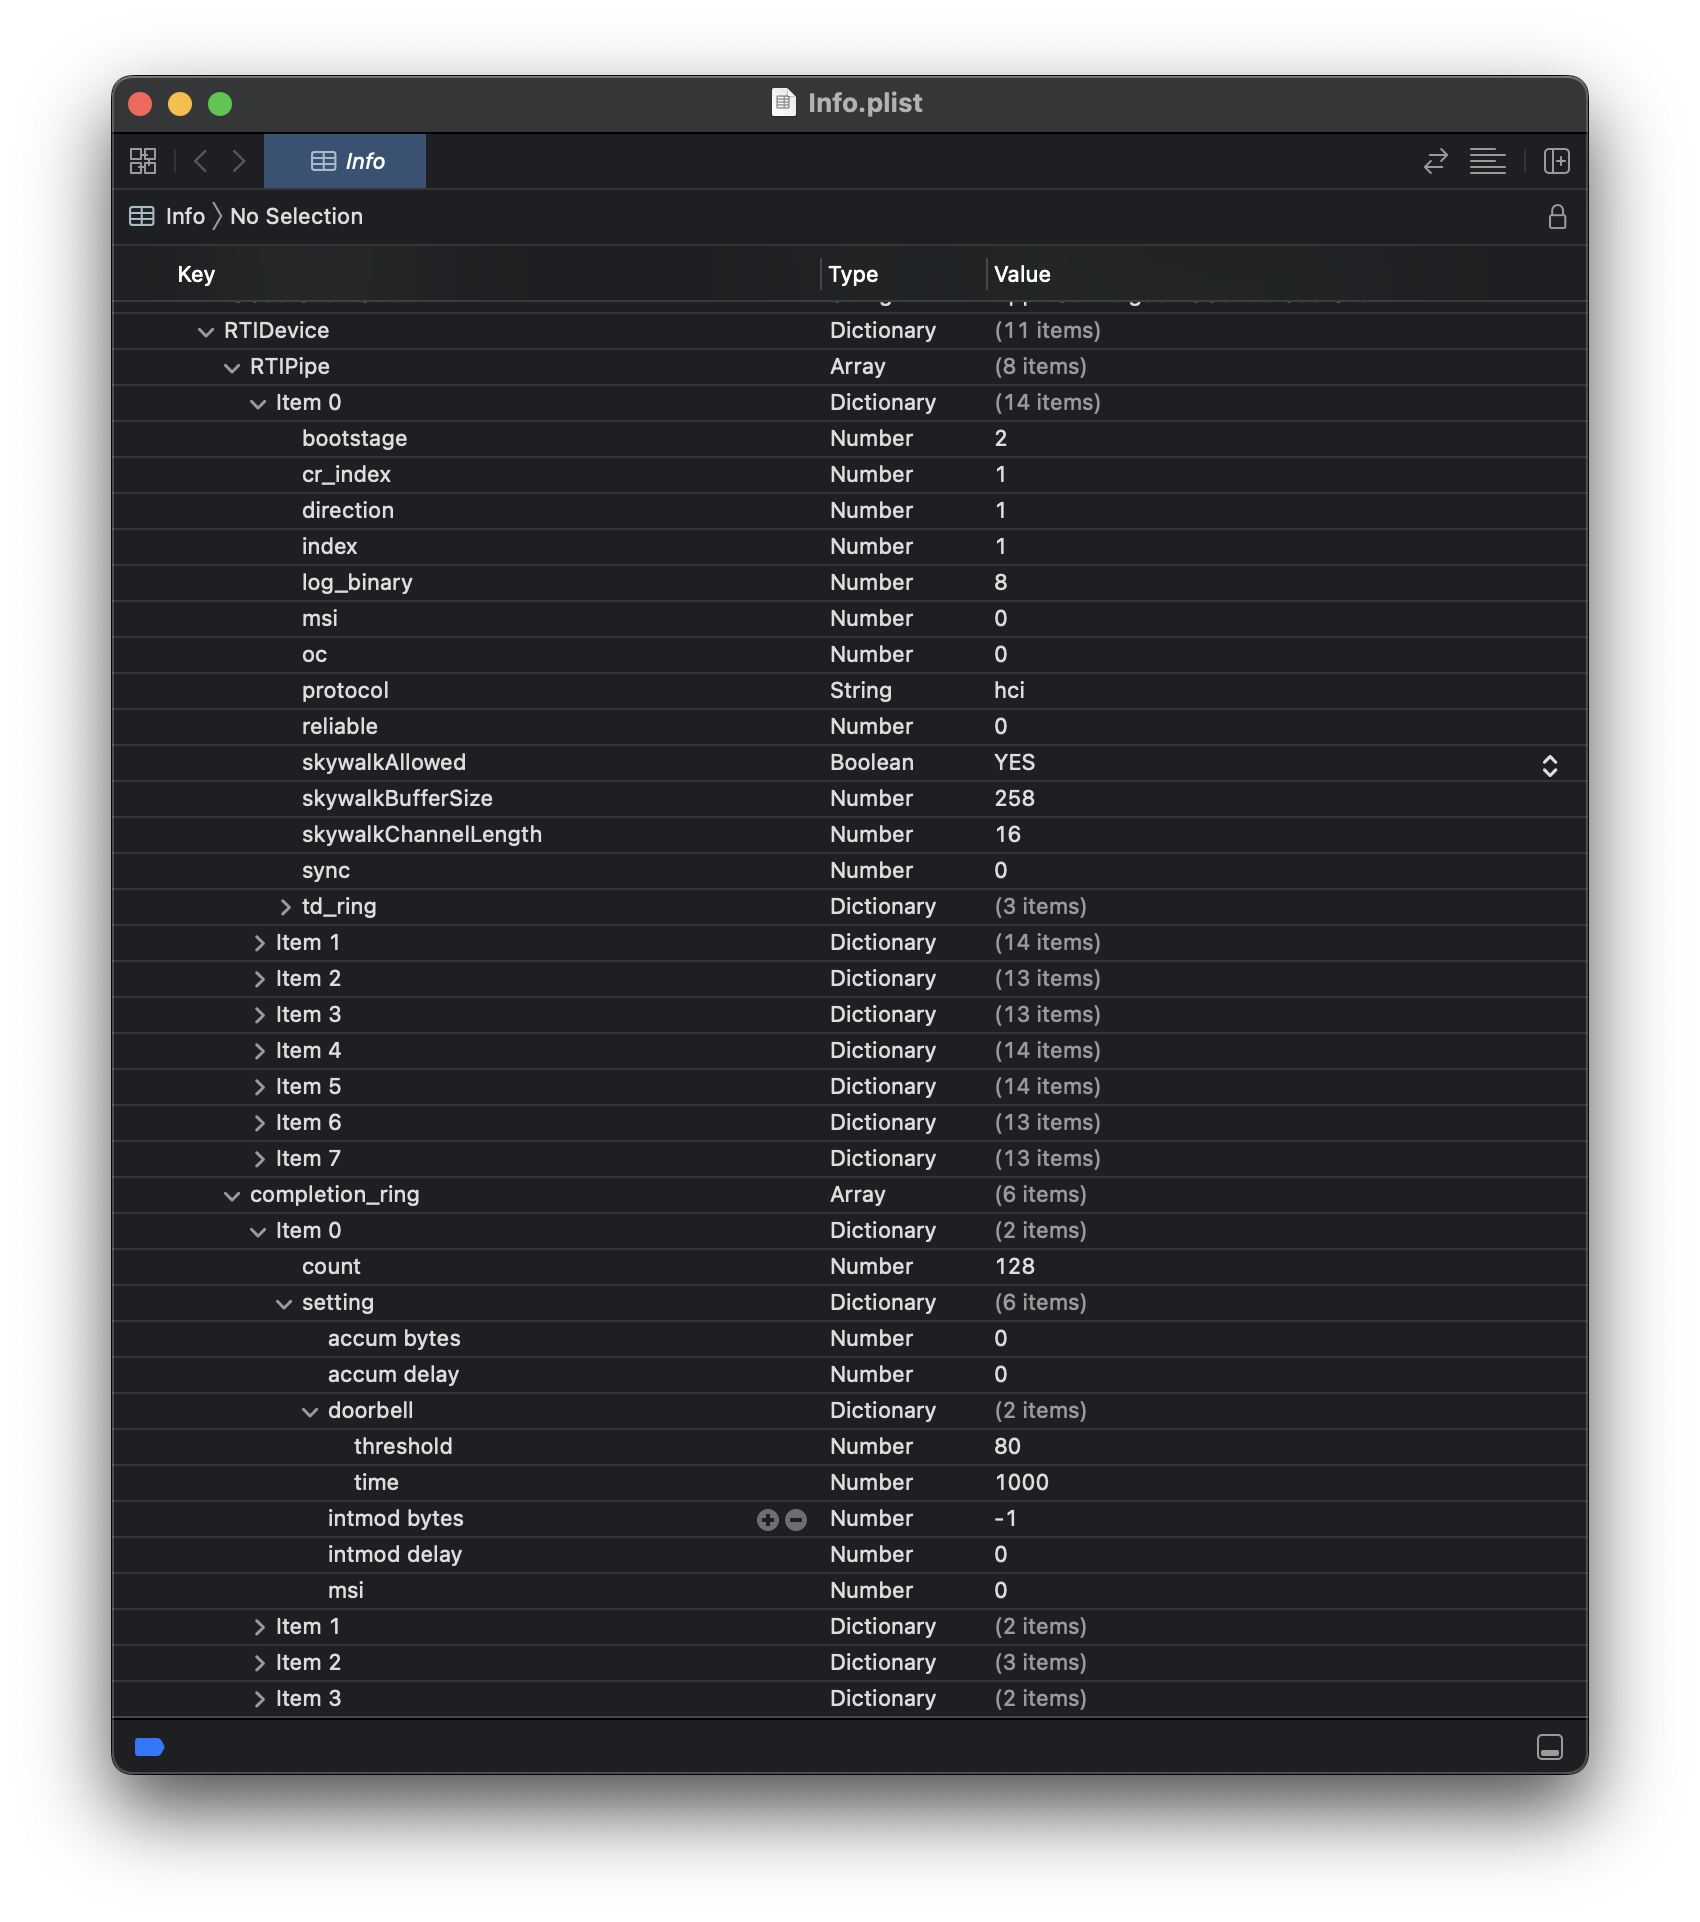 Info.plist
Info
Info No Selection
Key Type Value
RTIDevice Dictionary (11 items)
RTIPipe Array (8 items)
Item 0 Dictionary (14 items)
bootstage Number 2
cr_index Number 1
direction Number 1
index Number 1
log_binary Number 8
msi Number 0
oc Number 0
protocol String hci
reliable Number 0
skywalkAllowed Boolean YES
skywalkBufferSize Number 258
skywalkChannelLength Number 16
sync Number 0
td_ring Dictionary (3 items)
Item 1 Dictionary (14 items)
Item 2 Dictionary (13 items)
Item 3 Dictionary (13 items)
Item 4 Dictionary (14 items)
Item 5 Dictionary (14 items)
Item 6 Dictionary (13 items)
Item 7 Dictionary (13 items)
completion_ring Array (6 items)
Item 0 Dictionary (2 items)
count Number 128
setting Dictionary (6 items)
accum bytes Number 0
accum delay Number 0
doorbell Dictionary (2 items)
threshold Number 80
time Number 1000
intmod bytes Number -1
intmod delay Number 0
msi Number 0
Item 1 Dictionary (2 items)
Item 2 Dictionary (3 items)
Item 3 Dictionary (2 items)